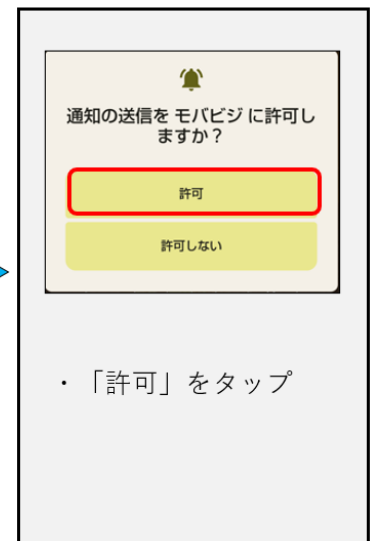 通知の送信を モバビジ に許可し
ますか？
許可
許可しない
・「許可」をタップ